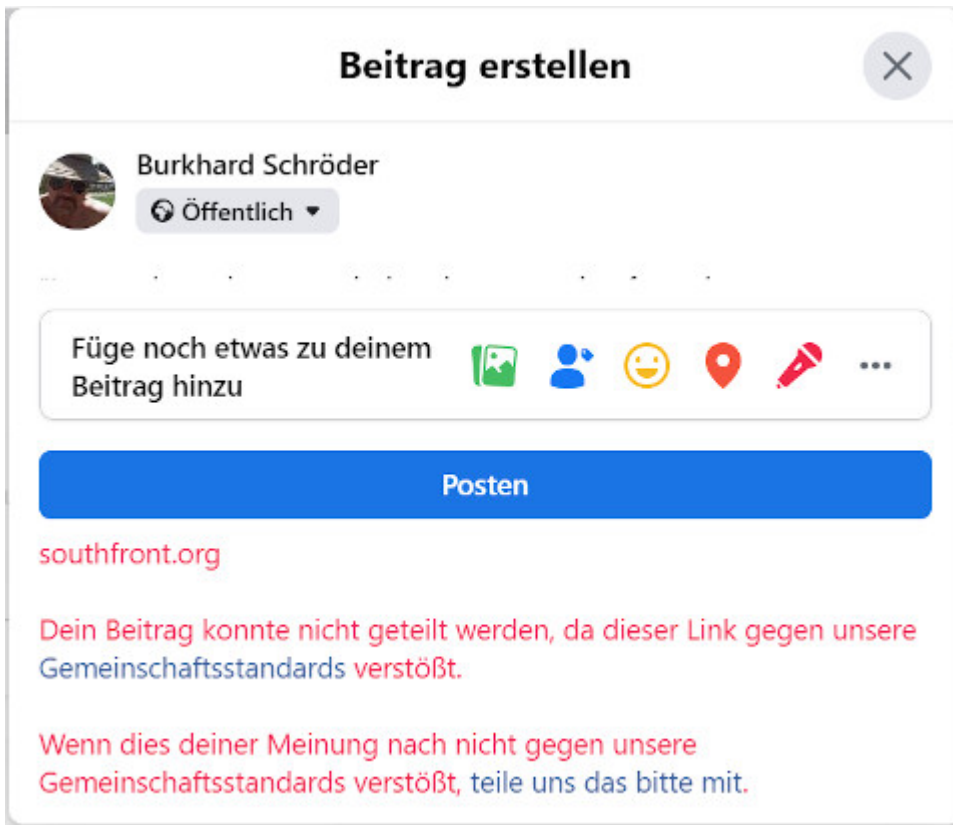 Beitrag erstellen
Burkhard Schröder
Öffentlich
Füge noch etwas zu deinem
Beitrag hinzu
Posten
southfront.org
Dein Beitrag konnte nicht geteilt werden, da dieser Link gegen unsere
Gemeinschaftsstandards verstößt.
Wenn dies deiner Meinung nach nicht gegen unsere
Gemeinschaftsstandards verstößt, teile uns das bitte mit.